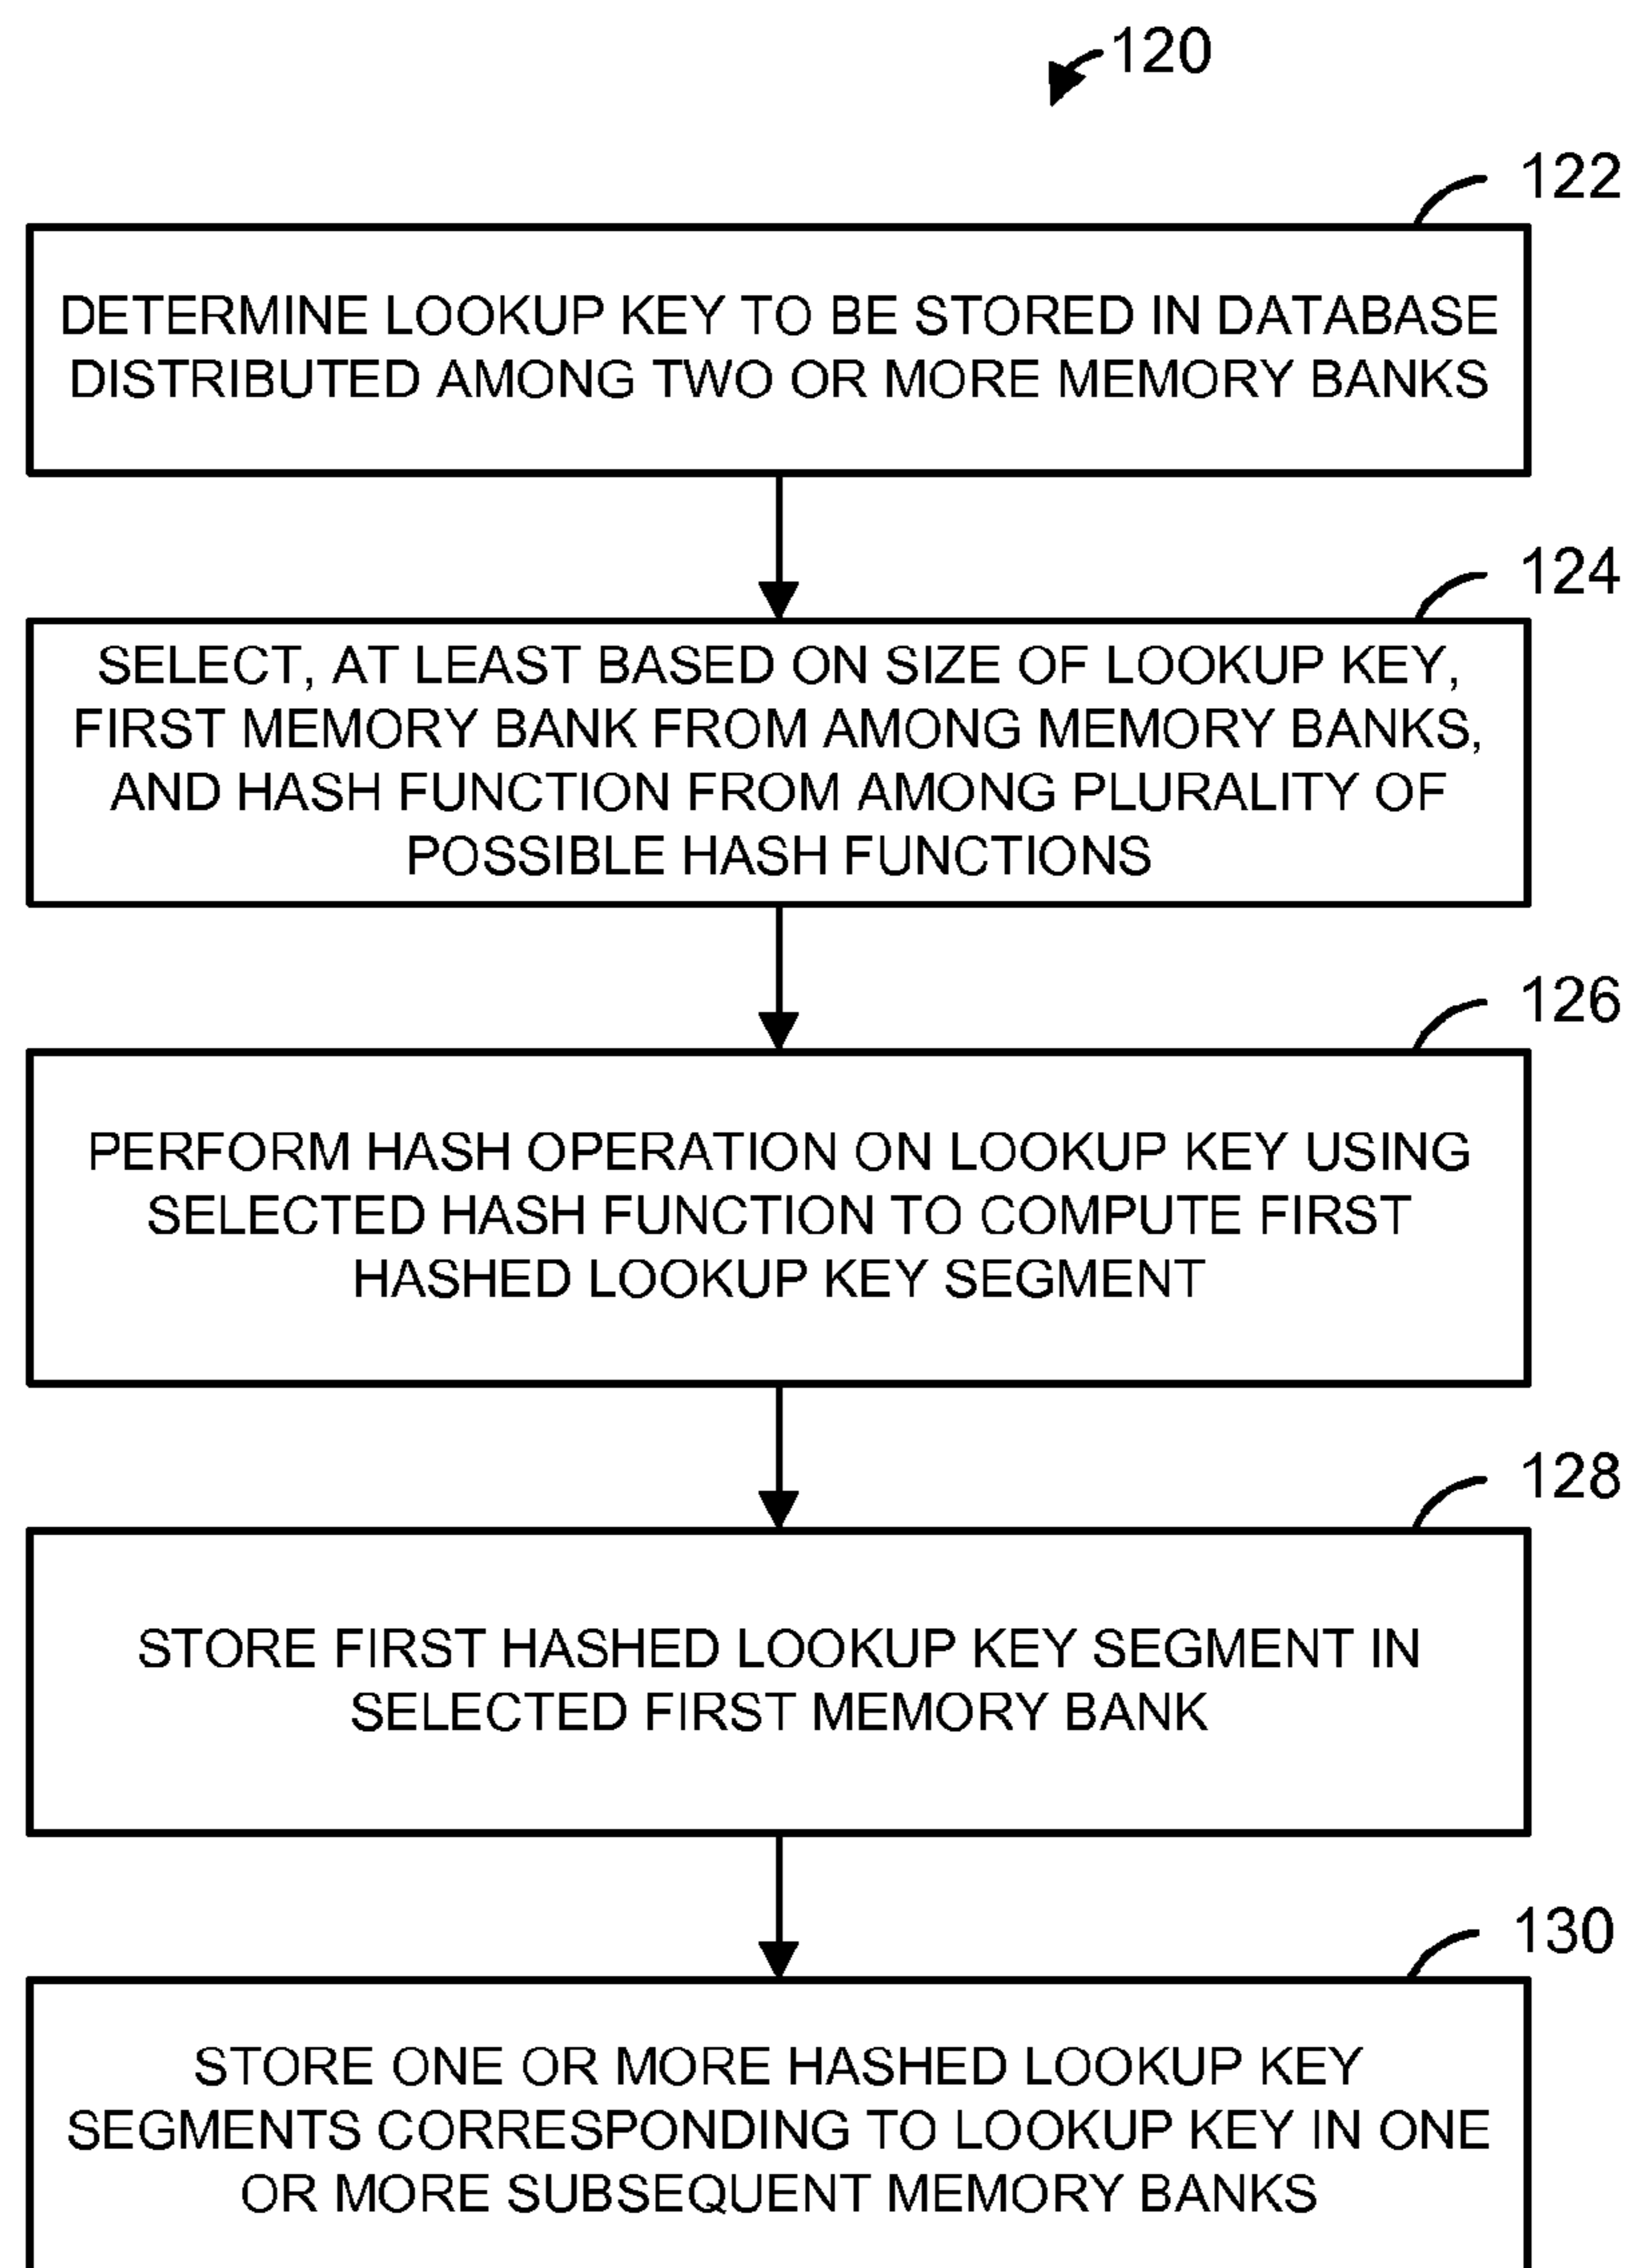 120
122
DETERMINE LOOKUP KEY TO BE STORED IN DATABASE
DISTRIBUTED AMONG TWO OR MORE MEMORY BANKS
124
SELECT, AT LEAST BASED ON SIZE OF LOOKUP KEY,
FIRST MEMORY BANK FROM AMONG MEMORY BANKS,
AND HASH FUNCTION FROM AMONG PLURALITY OF
POSSIBLE HASH FUNCTIONS
126
PERFORM HASH OPERATION ON LOOKUP KEY USING
SELECTED HASH FUNCTION TO COMPUTE FIRST
HASHED LOOKUP KEY SEGMENT
128
STORE FIRST HASHED LOOKUP KEY SEGMENT IN
SELECTED FIRST MEMORY BANK
130
STORE ONE OR MORE HASHED LOOKUP KEY
SEGMENTS CORRESPONDING TO LOOKUP KEY IN ONE
OR MORE SUBSEQUENT MEMORY BANKS